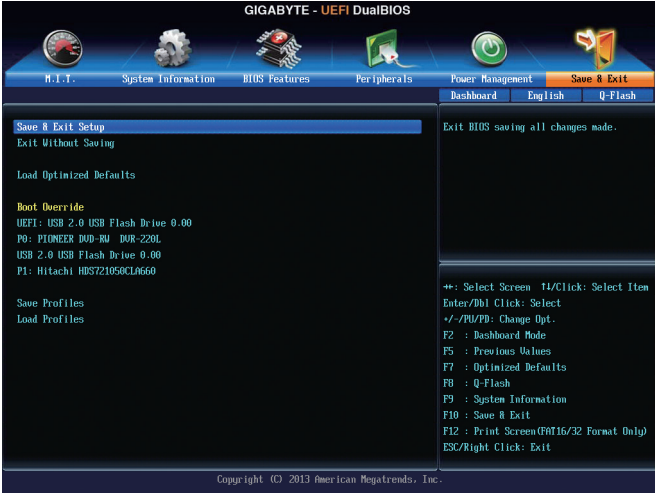 GIGABYTE - UEFI DualBIOS
M.I.T.
System Information
BIOS Features
Peripherals
Power Management
Save & Exit
Dashboard
English
Q-Flash
Save & Exit Setup
Exit Without Saving
Load Optimized Defaults
Boot Override
UEFI: USB 2.0 USB Flash Drive 0.00
P0: PIONEER DVD-RW DVR-220L
USB 2.0 USB Flash Drive 0.00
P1: Hitachi HDS721050CLA660
Save Profiles
Load Profiles
Exit BIOS saving all changes made.
→←: Select Screen ↑↓/Click: Select Item
Enter/Dbl Click: Select
+/-/PU/PD: Change Opt.
F2 : Dashboard Mode
F5 : Previous Values
F7 : Optimized Defaults
F8 : Q-Flash
F9 : System Information
F10 : Save & Exit
F12 : Print Screen(FAT16/32 Format Only)
ESC/Right Click: Exit
Copyright (C) 2013 American Megatrends, Inc.